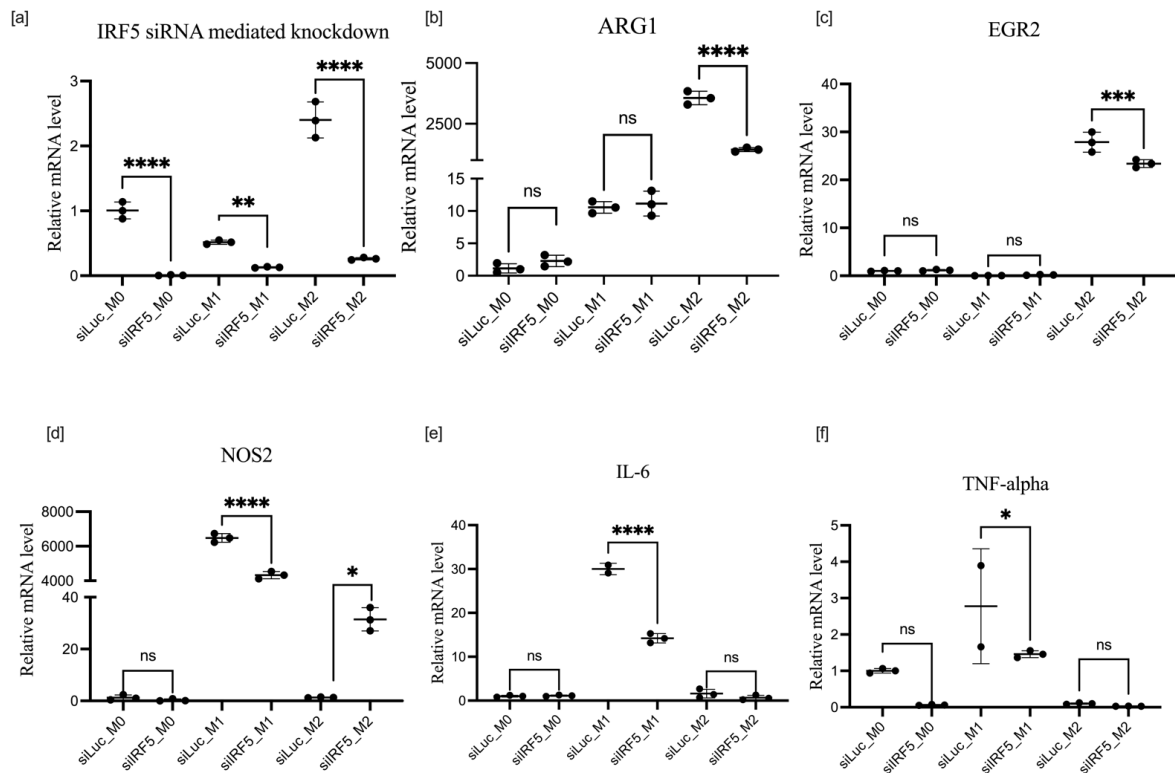 [a]
IRF5 siRNA mediated knockdown
Relative mRNA level
3
2
1
0
****
**
****
siLuc_M0
siIRF5_M0
siLuc_M1
siIRF5_M1
siLuc_M2
siIRF5_M2
[b]
ARG1
Relative mRNA level
5000
2500
15
10
5
0
ns
ns
****
siLuc_M0
siIRF5_M0
siLuc_M1
siIRF5_M1
siLuc_M2
siIRF5_M2
[c]
EGR2
Relative mRNA level
40
30
20
10
0
ns
ns
***
siLuc_M0
siIRF5_M0
siLuc_M1
siIRF5_M1
siLuc_M2
siIRF5_M2
[d]
NOS2
Relative mRNA level
8000
6000
4000
40
20
0
ns
****
*
siLuc_M0
siIRF5_M0
siLuc_M1
siIRF5_M1
siLuc_M2
siIRF5_M2
[e]
IL-6
Relative mRNA level
40
30
20
10
0
ns
****
ns
siLuc_M0
siIRF5_M0
siLuc_M1
siIRF5_M1
siLuc_M2
siIRF5_M2
[f]
TNF-alpha
Relative mRNA level
5
4
3
2
1
0
ns
*
ns
siLuc_M0
siIRF5_M0
siLuc_M1
siIRF5_M1
siLuc_M2
siIRF5_M2